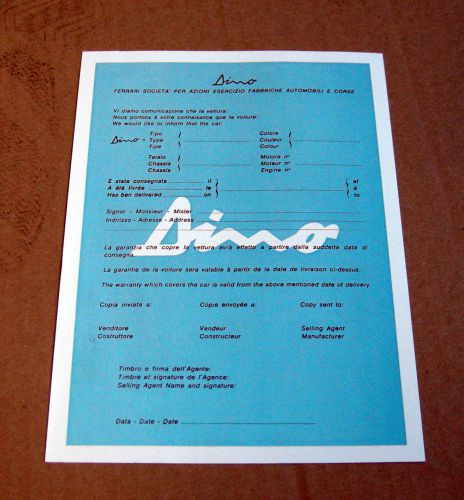 Dino
FERRARI SOCIETA' PER AZIONI ESERCIZIO FABBRICHE AUTOMOBILI E CORSE
Vi diamo comunicazione che la vettura:
Nous portons à votre connaisance que la voiture:
We would like to inform that the car:
Tipo Colore
Dino - Type Couleur
Tipe Colour
Telaio Motore n°
Chassis Moteur n°
Chassis Engine n°
È stata consegnata il al
A été livrée le à
Has ben delivered on to
Signor - Monsieur - Mister
Indirizzo - Adresse - Address
Dino
La garanzia che copre la vettura avrà effetto a partire dalla suddetta data di
consegna.
La garantie de la voiture sera valable à partir de la date de livraison ci-dessus.
The warranty which covers the car is valid from the above mentioned date of delivery.
Copia inviata a: Copie envoyée a: Copy sent to:
Venditore Vendeur Selling Agent
Costruttore Constructeur Manufacturer
Timbro e firma dell'Agente:
Timbre et signature de l'Agence:
Selling Agent Name and signature:
Data - Date - Date